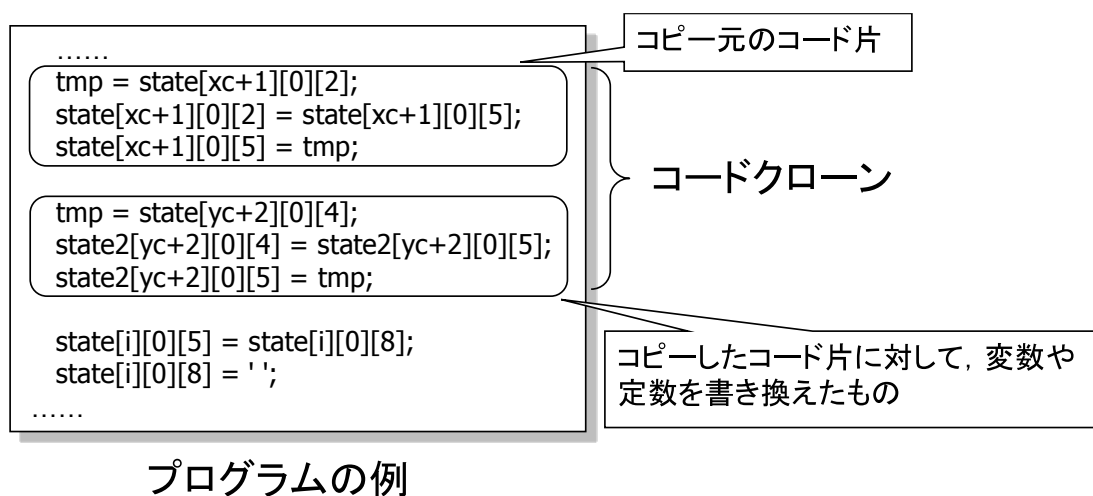 コピー元のコード片
……
tmp = state[xc+1][0][2];
state[xc+1][0][2] = state[xc+1][0][5];
state[xc+1][0][5] = tmp;
コードクローン
tmp = state[yc+2][0][4];
state2[yc+2][0][4] = state2[yc+2][0][5];
state2[yc+2][0][5] = tmp;
state[i][0][5] = state[i][0][8];
state[i][0][8] = ' ';
……
コピーしたコード片に対して，変数や
定数を書き換えたもの
プログラムの例